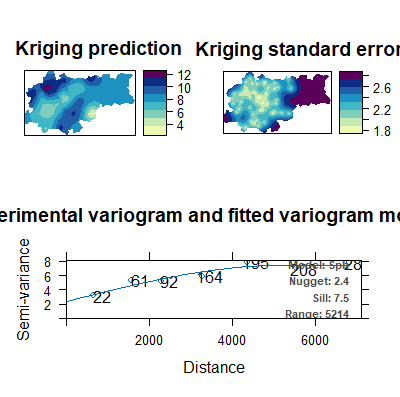 Kriging prediction
Kriging standard error
12
10
8
6
4
2.6
2.2
1.8
erimental variogram and fitted variogram mo
Semi-variance
8
6
4
2
22
61
92
164
195
208
28
Model: Sph
Nugget: 2.4
Sill: 7.5
Range: 5214
2000
4000
6000
Distance